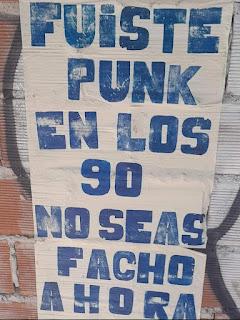 FUiSTE
PUNK
EN LOS
90
NO SEAS
FACHO
AHORA